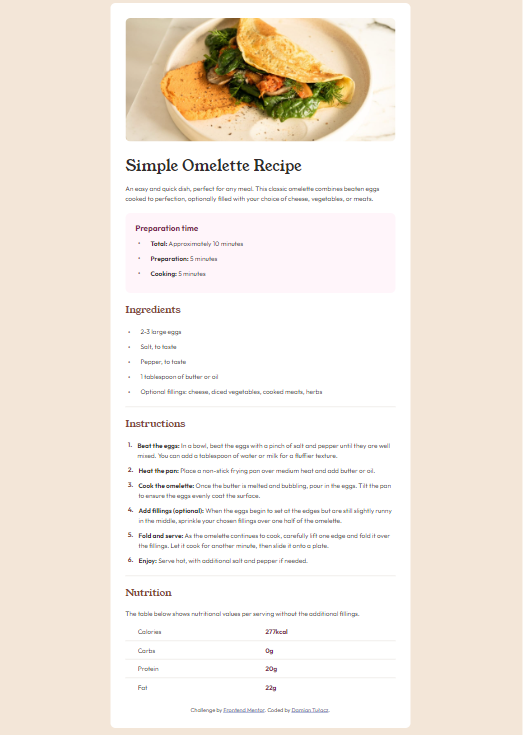 Simple Omelette Recipe
An easy and quick dish, perfect for any meal. This classic omelette combines beaten eggs
cooked to perfection, optionally filled with your choice of cheese, vegetables, or meats.
Preparation time
Total: Approximately 10 minutes
Preparation: 5 minutes
Cooking: 5 minutes
Ingredients
2-3 large eggs
Salt, to taste
Pepper, to taste
1 tablespoon of butter or oil
Optional fillings: cheese, diced vegetables, cooked meats, herbs
Instructions
1. Beat the eggs: In a bowl, beat the eggs with a pinch of salt and pepper until they are well
mixed. You can add a tablespoon of water or milk for a fluffier texture.
2. Heat the pan: Place a non-stick frying pan over medium heat and add butter or oil.
3. Cook the omelette: Once the butter is melted and bubbling, pour in the eggs. Tilt the pan
to ensure the eggs evenly coat the surface.
4. Add fillings (optional): When the eggs begin to set at the edges but are still slightly runny
in the middle, sprinkle your chosen fillings over one half of the omelette.
5. Fold and serve: As the omelette continues to cook, carefully lift one edge and fold it over
the fillings. Let it cook for another minute, then slide it onto a plate.
6. Enjoy: Serve hot, with additional salt and pepper if needed.
Nutrition
The table below shows nutritional values per serving without the additional fillings.
Calories 277kcal
Carbs 0g
Protein 20g
Fat 22g
Challenge by Frontend Mentor. Coded by Damian Tulacz.